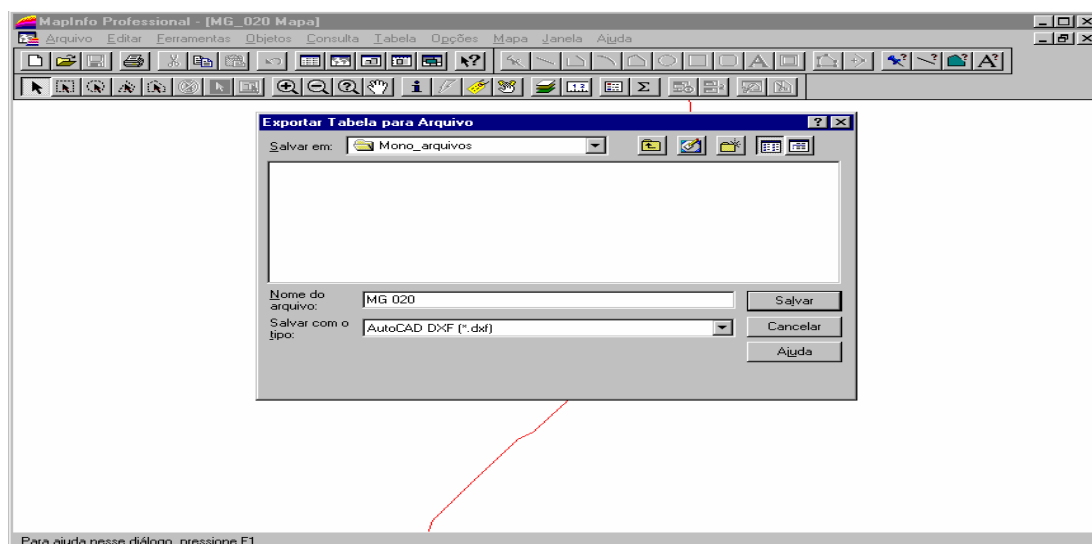 MapInfo Professional - [MG_020 Mapa]
Arquivo Editar Ferramentas Objetos Consulta Tabela Opções Mapa Janela Ajuda
Exportar Tabela para Arquivo
Salvar em: Mono_arquivos
Nome do arquivo: MG 020
Salvar
Salvar com o tipo: AutoCAD DXF (*.dxf)
Cancelar
Ajuda
Para ajuda nesse diálogo, pressione F1